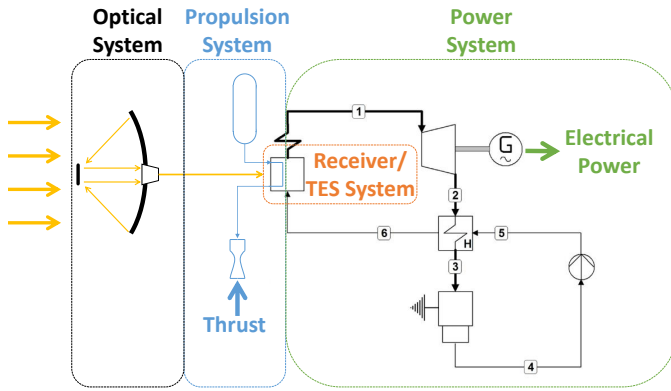 Optical
System
Propulsion
System
Power
System
1
G
Electrical
Power
Receiver/
TES System
2
6
5
H
3
Thrust
4